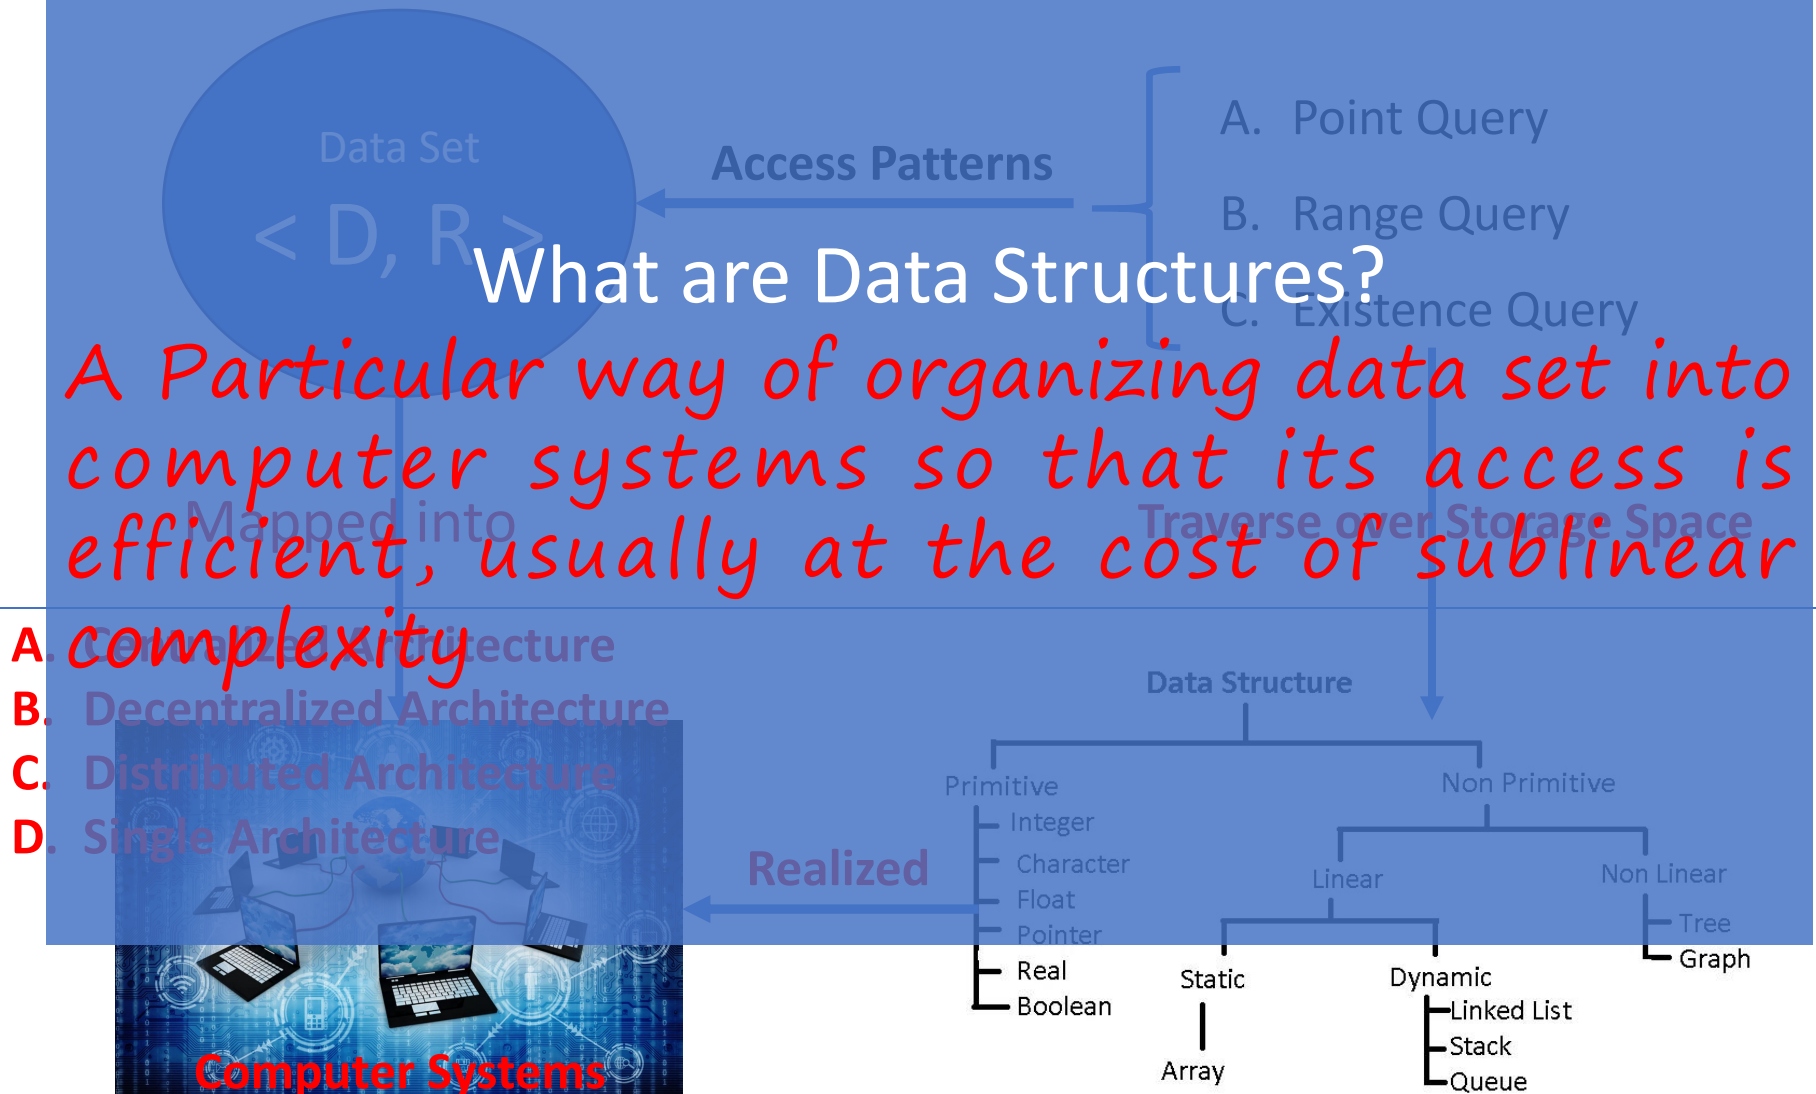 Data Set
< D, R >
Access Patterns
A. Point Query
B. Range Query
C. Existence Query
What are Data Structures?
A Particular way of organizing data set into
computer systems so that its access is
efficient, usually at the cost of sublinear
complexity
Mapped into
Traverse over Storage Space
A. Centralized Architecture
B. Decentralized Architecture
C. Distributed Architecture
D. Single Architecture
Computer Systems
Realized
Data Structure
Primitive
Integer
Character
Float
Pointer
Real
Boolean
Non Primitive
Linear
Static
Array
Dynamic
Linked List
Stack
Queue
Non Linear
Tree
Graph